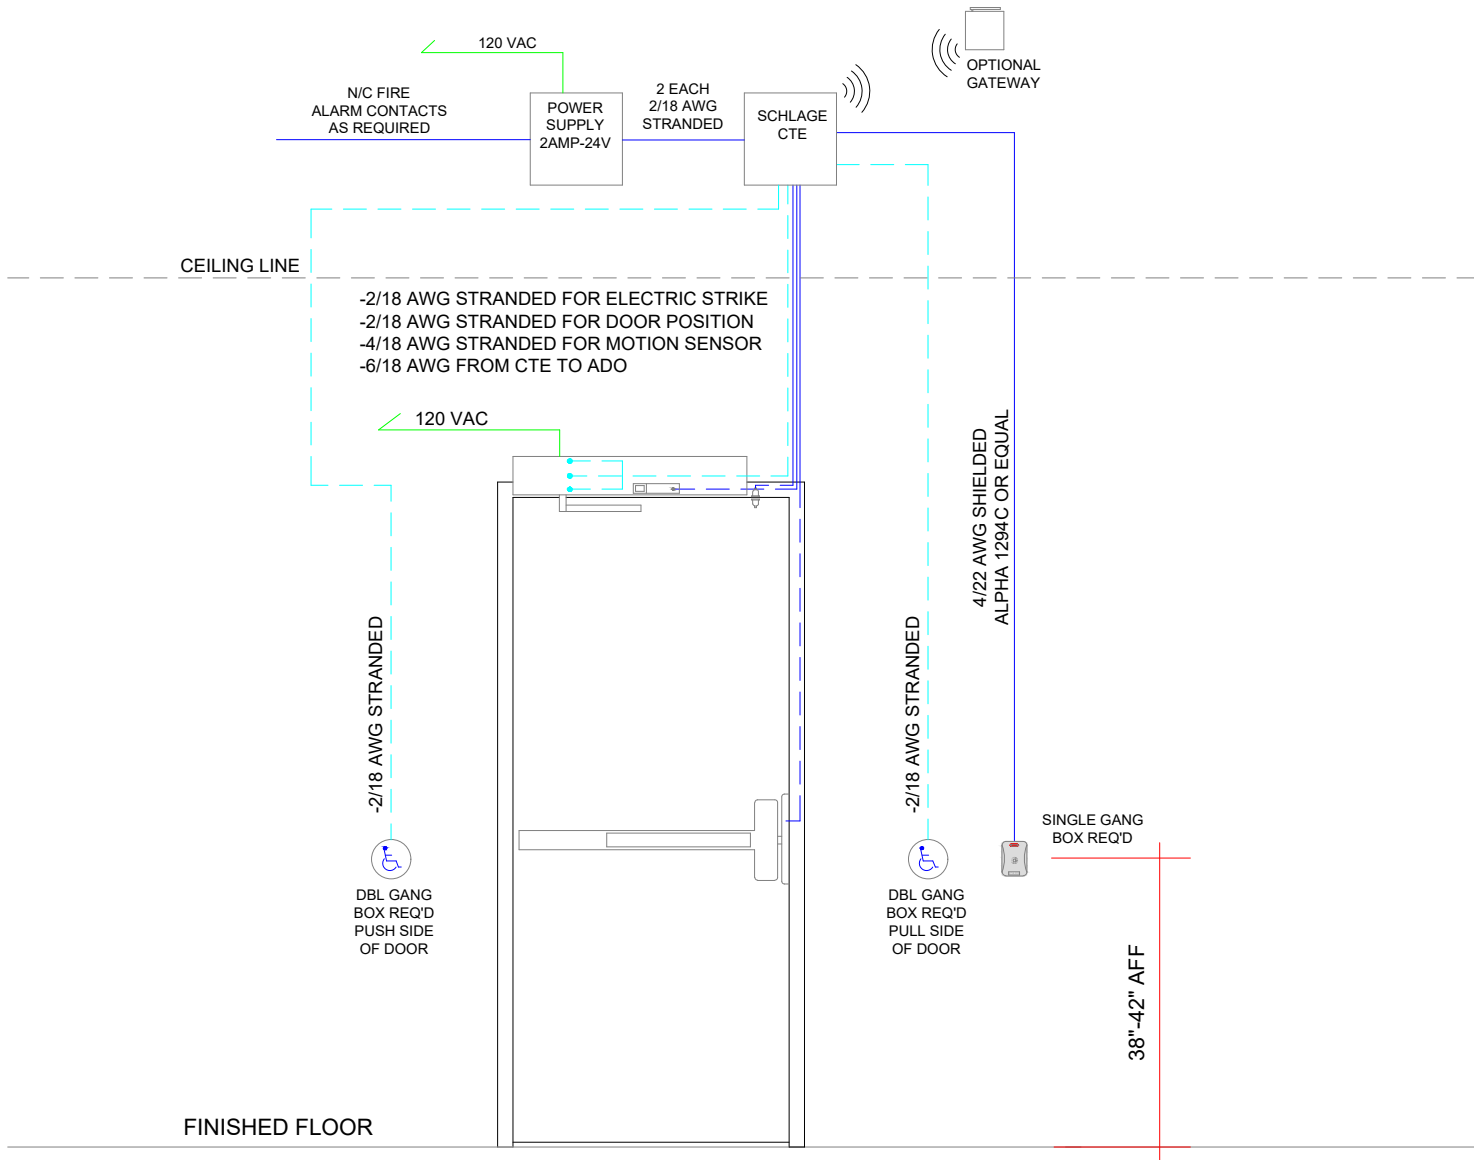 120 VAC
OPTIONAL
GATEWAY
N/C FIRE
ALARM CONTACTS
AS REQUIRED
POWER
SUPPLY
2AMP-24V
2 EACH
2/18 AWG
STRANDED
SCHLAGE
CTE
CEILING LINE
-2/18 AWG STRANDED FOR ELECTRIC STRIKE
-2/18 AWG STRANDED FOR DOOR POSITION
-4/18 AWG STRANDED FOR MOTION SENSOR
-6/18 AWG FROM CTE TO ADO
120 VAC
4/22 AWG SHIELDED
ALPHA 1294C OR EQUAL
-2/18 AWG STRANDED
-2/18 AWG STRANDED
SINGLE GANG
BOX REQ'D
DBL GANG
BOX REQ'D
PUSH SIDE
OF DOOR
DBL GANG
BOX REQ'D
PULL SIDE
OF DOOR
38"-42" AFF
FINISHED FLOOR